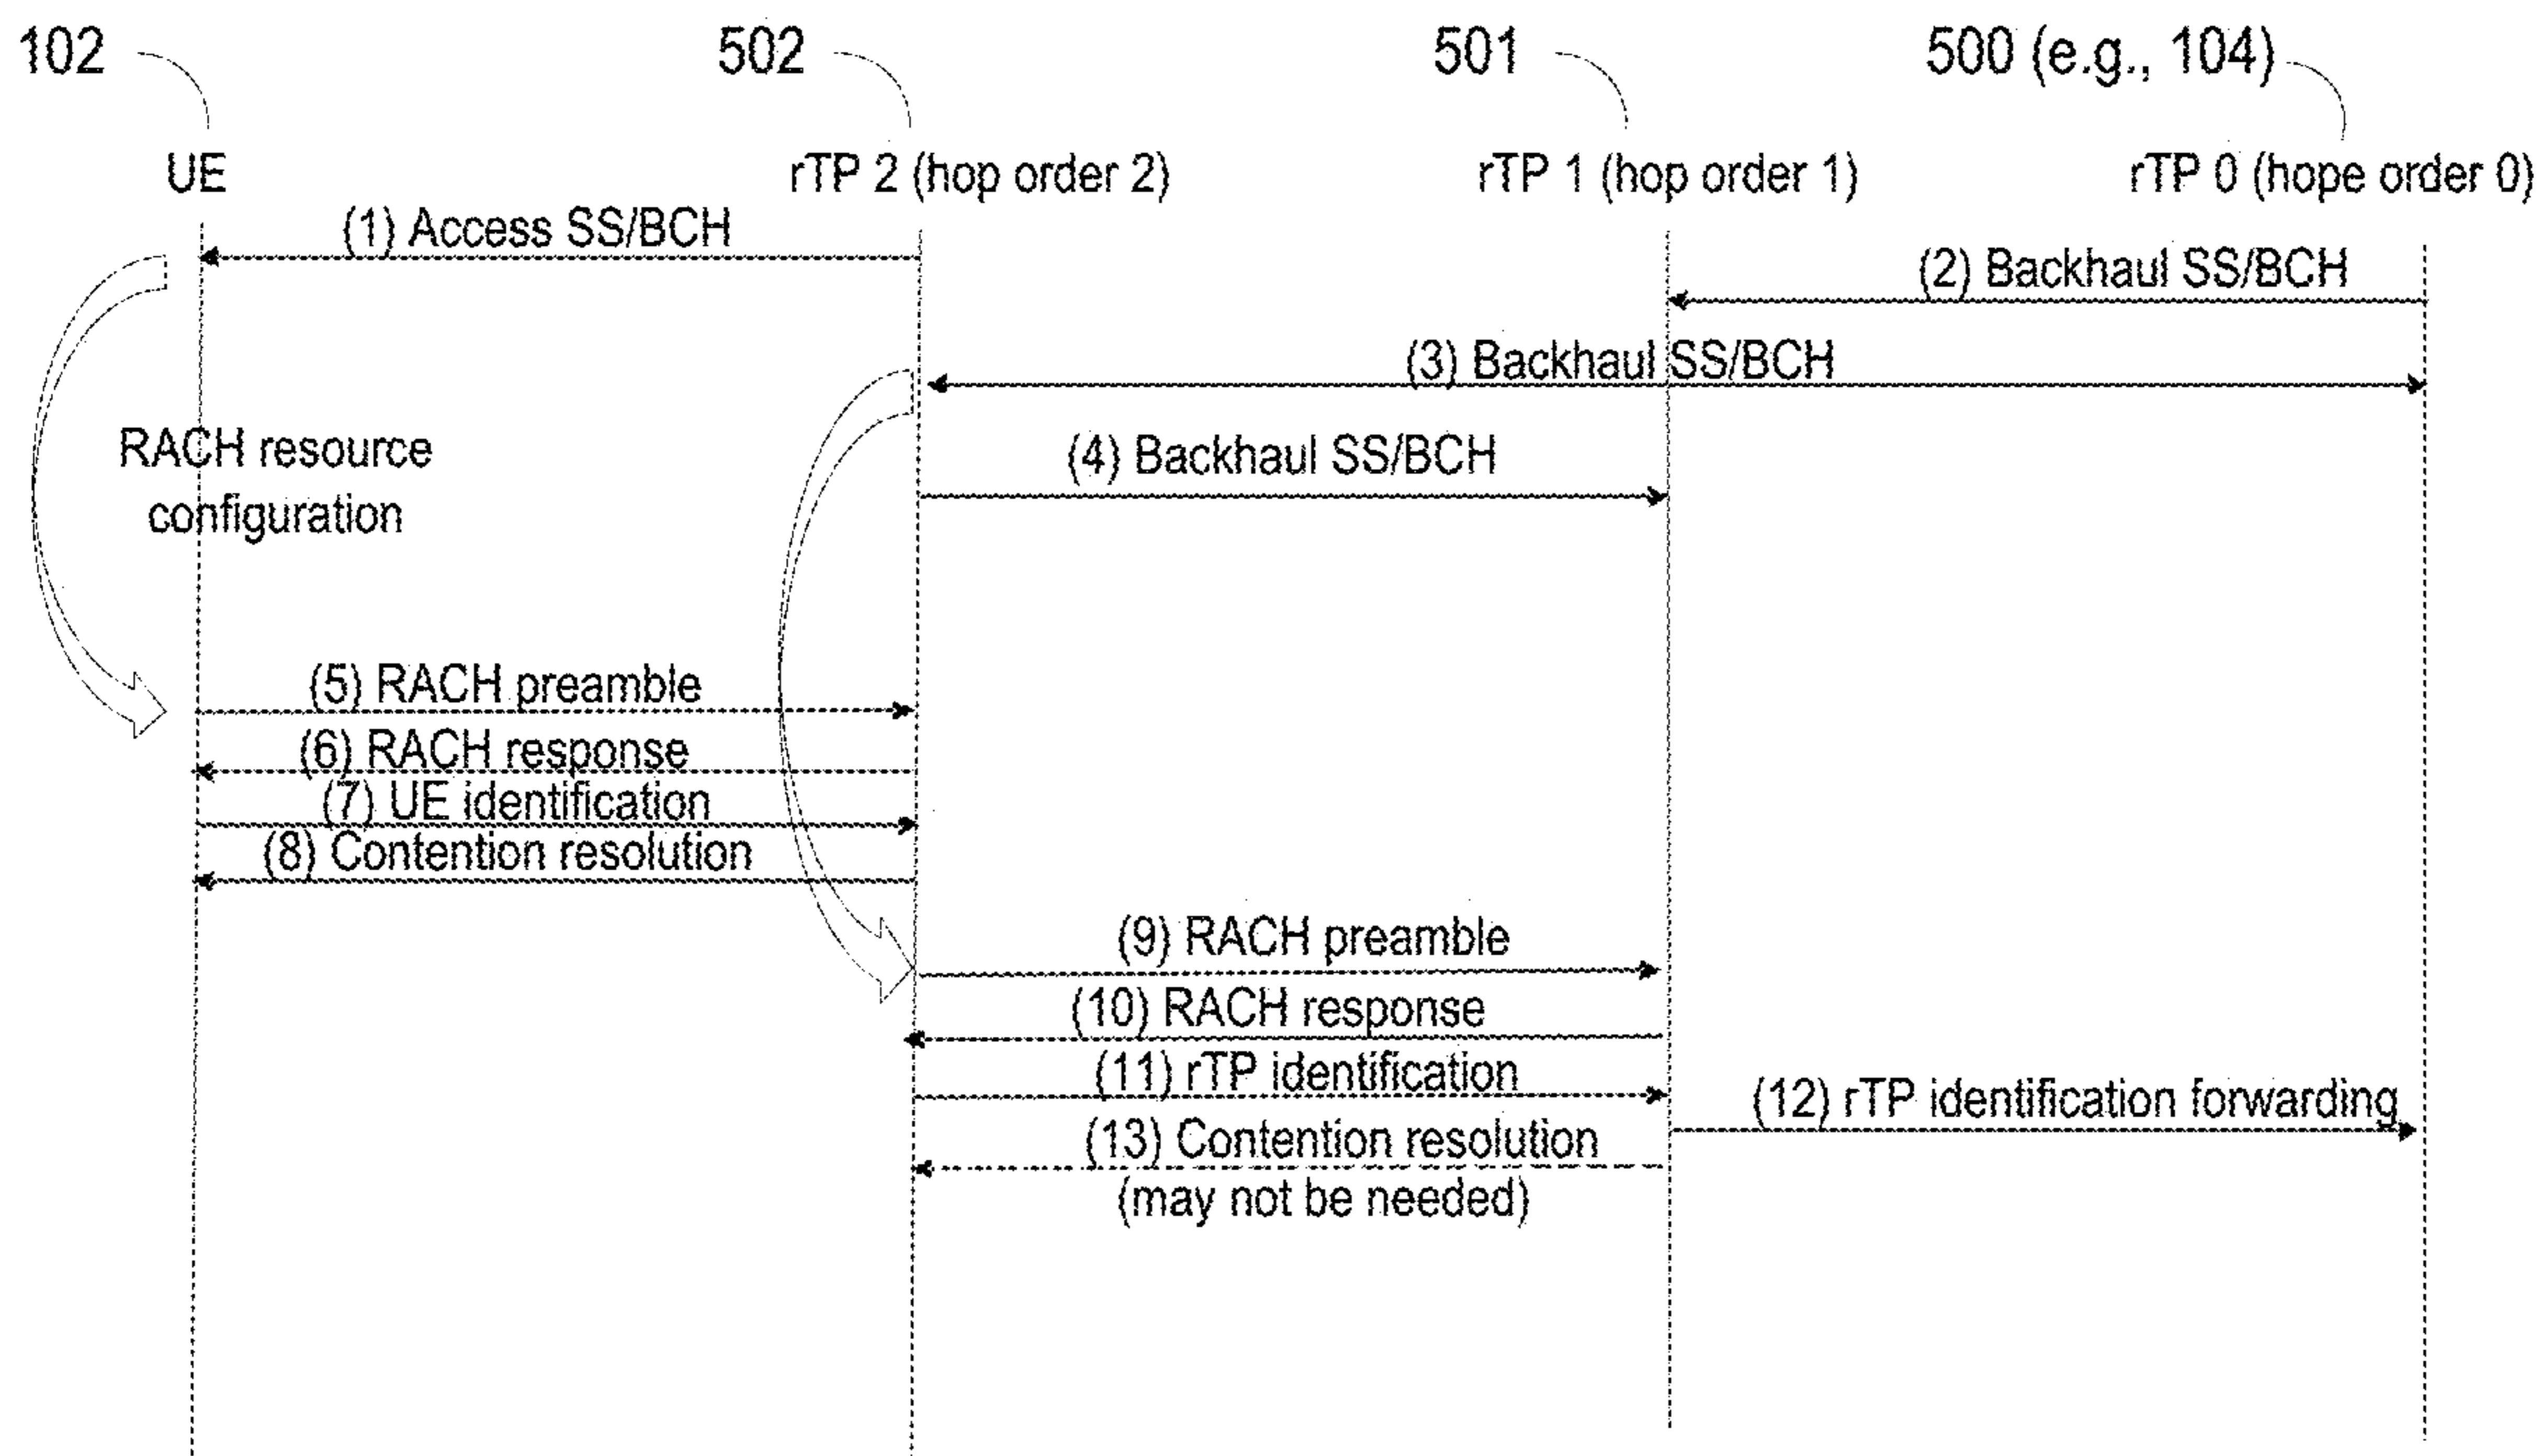 102
502
501
500 (e.g., 104)
UE
rTP 2 (hop order 2)
rTP 1 (hop order 1)
rTP 0 (hope order 0)
(1) Access SS/BCH
(2) Backhaul SS/BCH
(3) Backhaul SS/BCH
RACH resource
configuration
(4) Backhaul SS/BCH
(5) RACH preamble
(6) RACH response
(7) UE identification
(8) Contention resolution
(9) RACH preamble
(10) RACH response
(11) rTP identification
(12) rTP identification forwarding
(13) Contention resolution
(may not be needed)